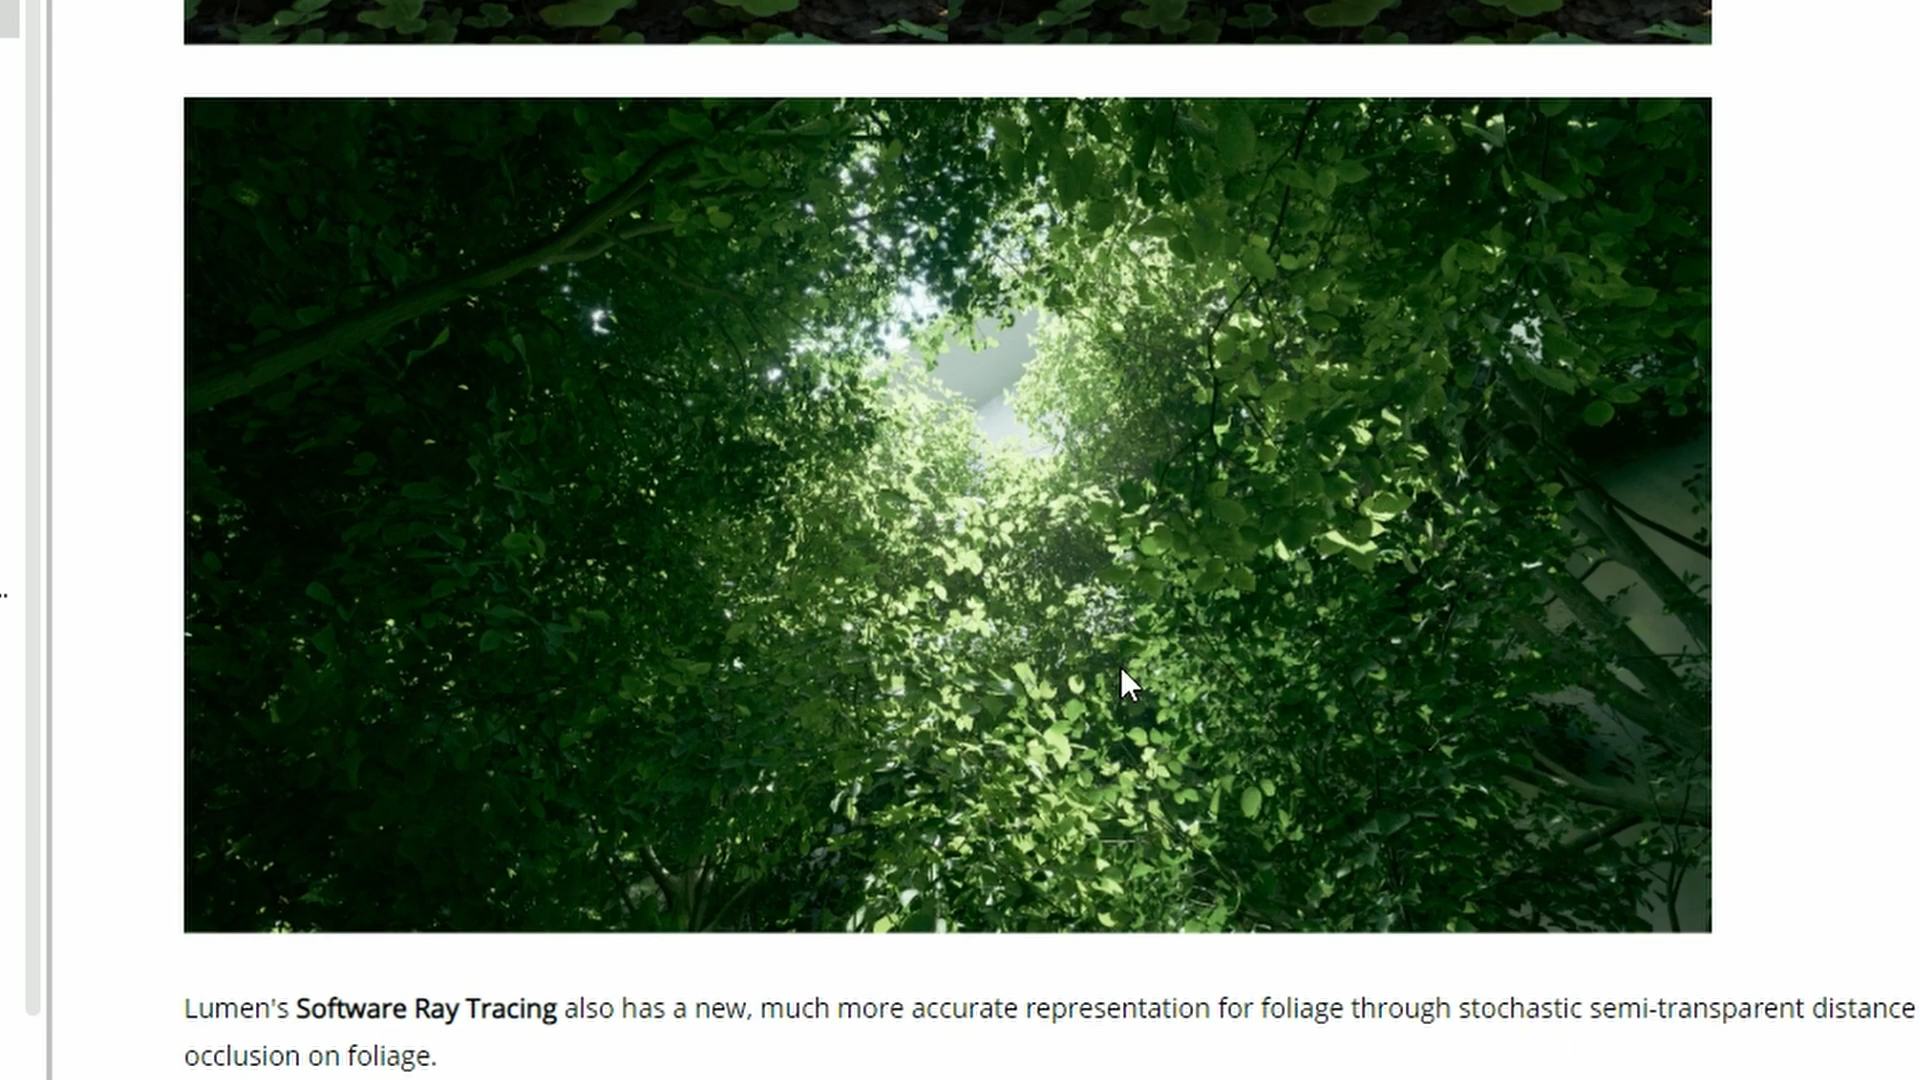 Lumen's Software Ray Tracing also has a new, much more accurate representation for foliage through stochastic semi-transparent distance
occlusion on foliage.